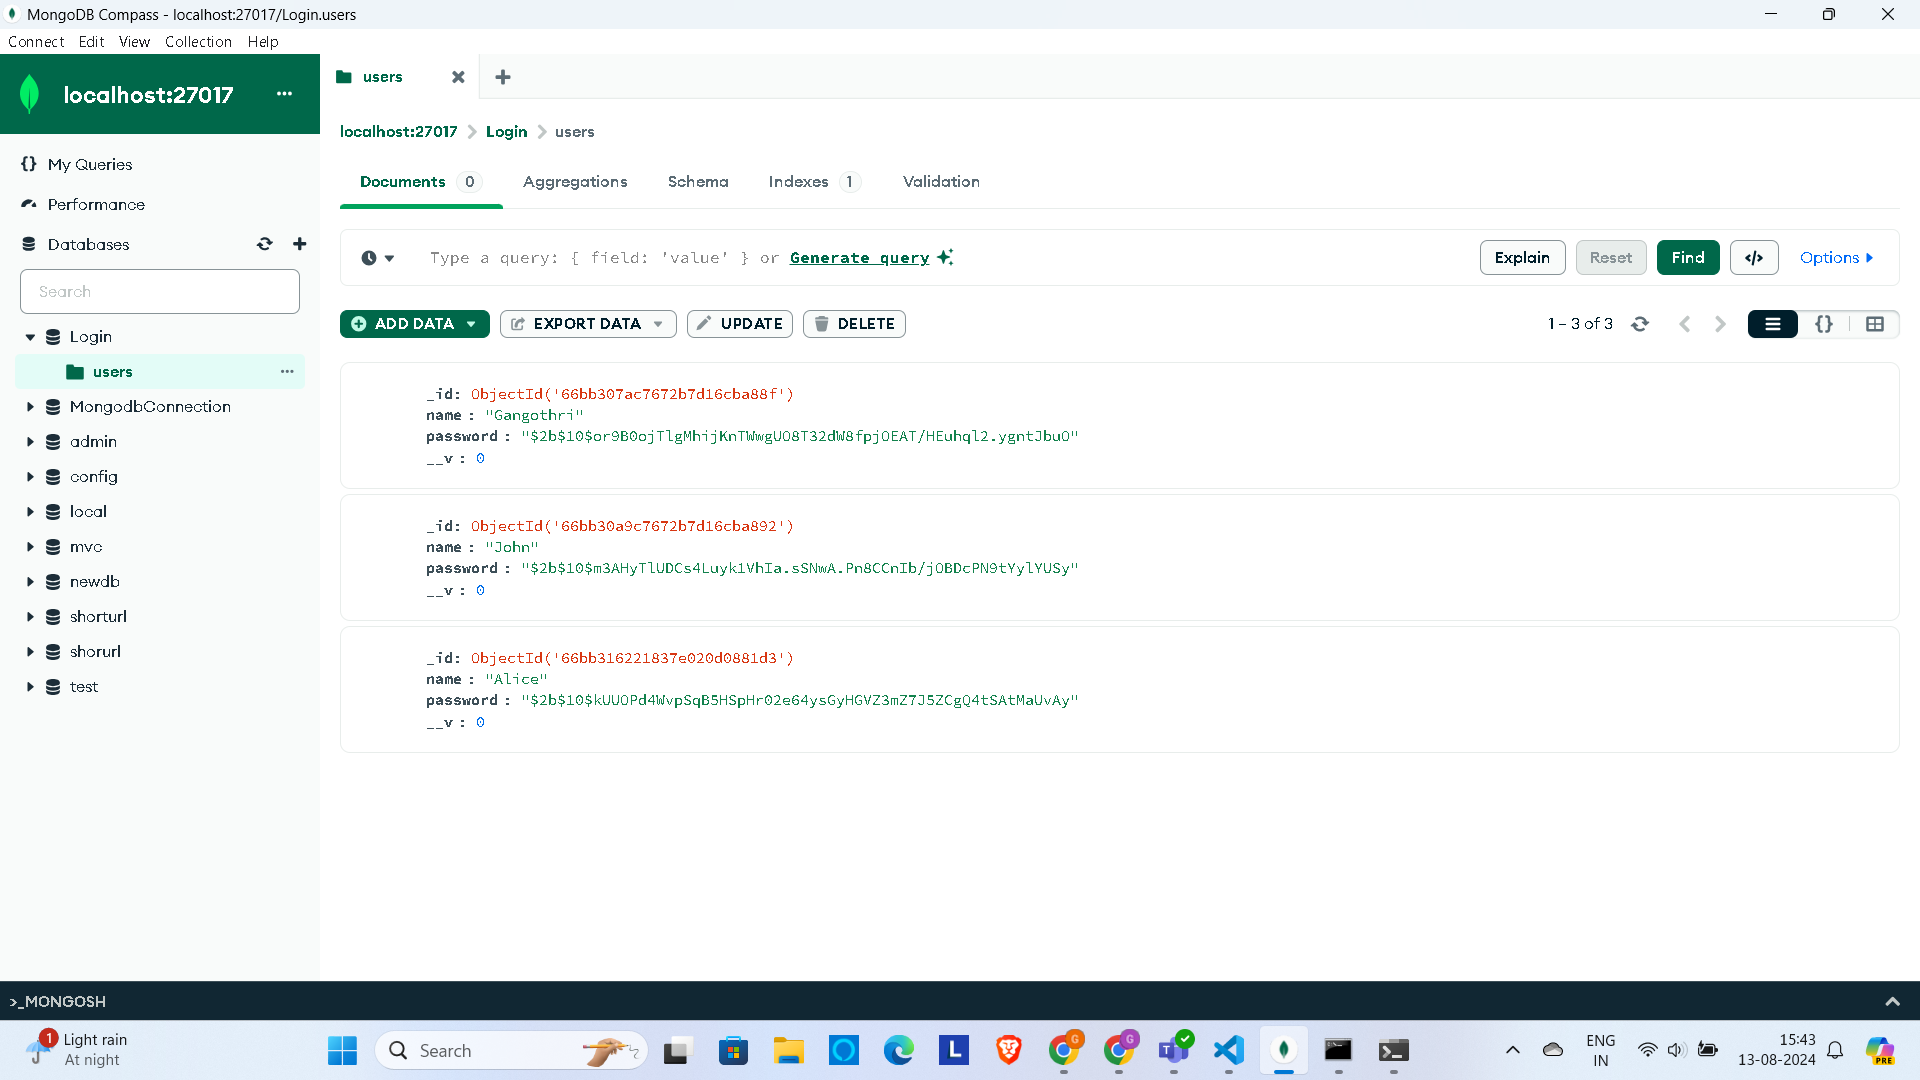 MongoDB Compass - localhost:27017/Login.users
Connect Edit View Collection Help
localhost:27017
users
localhost:27017 Login users
My Queries
Performance
Databases
Search
Login
users
MongodbConnection
admin
config
local
mvc
newdb
shorturl
shorurl
test
Documents 0 Aggregations Schema Indexes 1 Validation
Type a query: { field: 'value' } or Generate query
Explain Reset Find </> Options
ADD DATA EXPORT DATA UPDATE DELETE
1 – 3 of 3 {}
_id: ObjectId('66bb307ac7672b7d16cba88f')
name : "Gangothri"
password : "$2b$10$or9B0ojTlgMhijKnTWwgUO8T32dW8fpjOEAT/HEuhql2.ygntJbuO"
__v : 0
_id: ObjectId('66bb30a9c7672b7d16cba892')
name : "John"
password : "$2b$10$m3AHyTlUDCs4Luyk1VhIa.sSNwA.Pn8CCnIb/jOBDcPN9tYylYUSy"
__v : 0
_id: ObjectId('66bb316221837e020d0881d3')
name : "Alice"
password : "$2b$10$kUUOPd4WvpSqB5HSpHr02e64ysGyHGVZ3mZ7J5ZCgQ4tSAtMaUvAy"
__v : 0
>_MONGOSH
1 Light rain
At night
Search
L
G
G
ENG
IN
15:43
13-08-2024
PRE